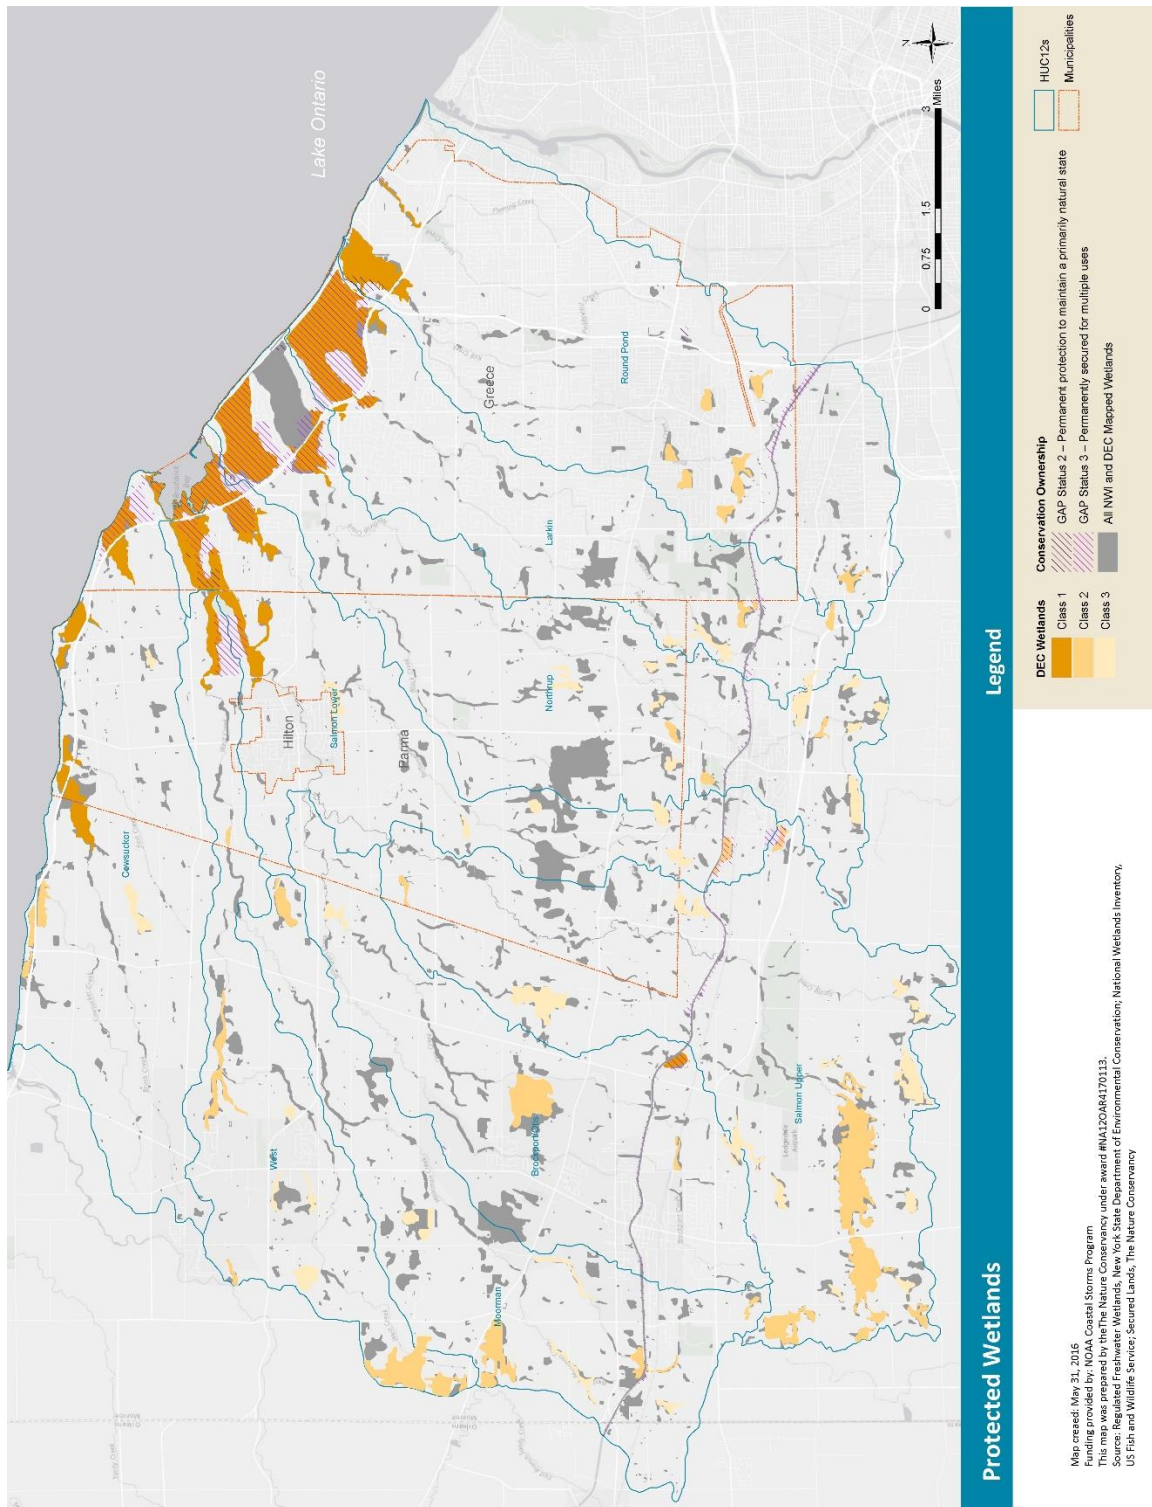 Lake Ontario
N
0
0.75
1.5
3
Miles
Greece
Round Pond
Larkin
Hilton
Salmon Lower
Parma
Northrup
Cowsucker
West
Moorman
Salmon Upper
Protected Wetlands
Legend
DEC Wetlands
Class 1
Class 2
Class 3
Conservation Ownership
GAP Status 2 – Permanent protection to maintain a primarily natural state
GAP Status 3 – Permanently secured for multiple uses
All NWI and DEC Mapped Wetlands
HUC12s
Municipalities
Map creaed: May 31, 2016
Funding provided by: NOAA Coastal Storms Program
This map was prepared by theThe Nature Conservancy under award #NA12OAR4170113.
Source: Regulated Freshwater Wetlands, New York State Department of Environmental Conservation; National Wetlands Inventory,
US Fish and Wildlife Service; Secured Lands, The Nature Conservancy